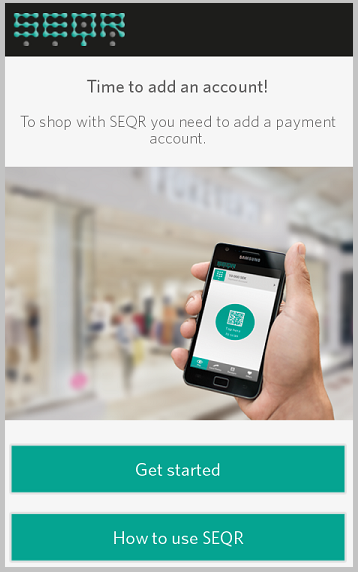 SEQR
Time to add an account!
To shop with SEQR you need to add a payment
account.
SAMSUNG
Get started
How to use SEQR